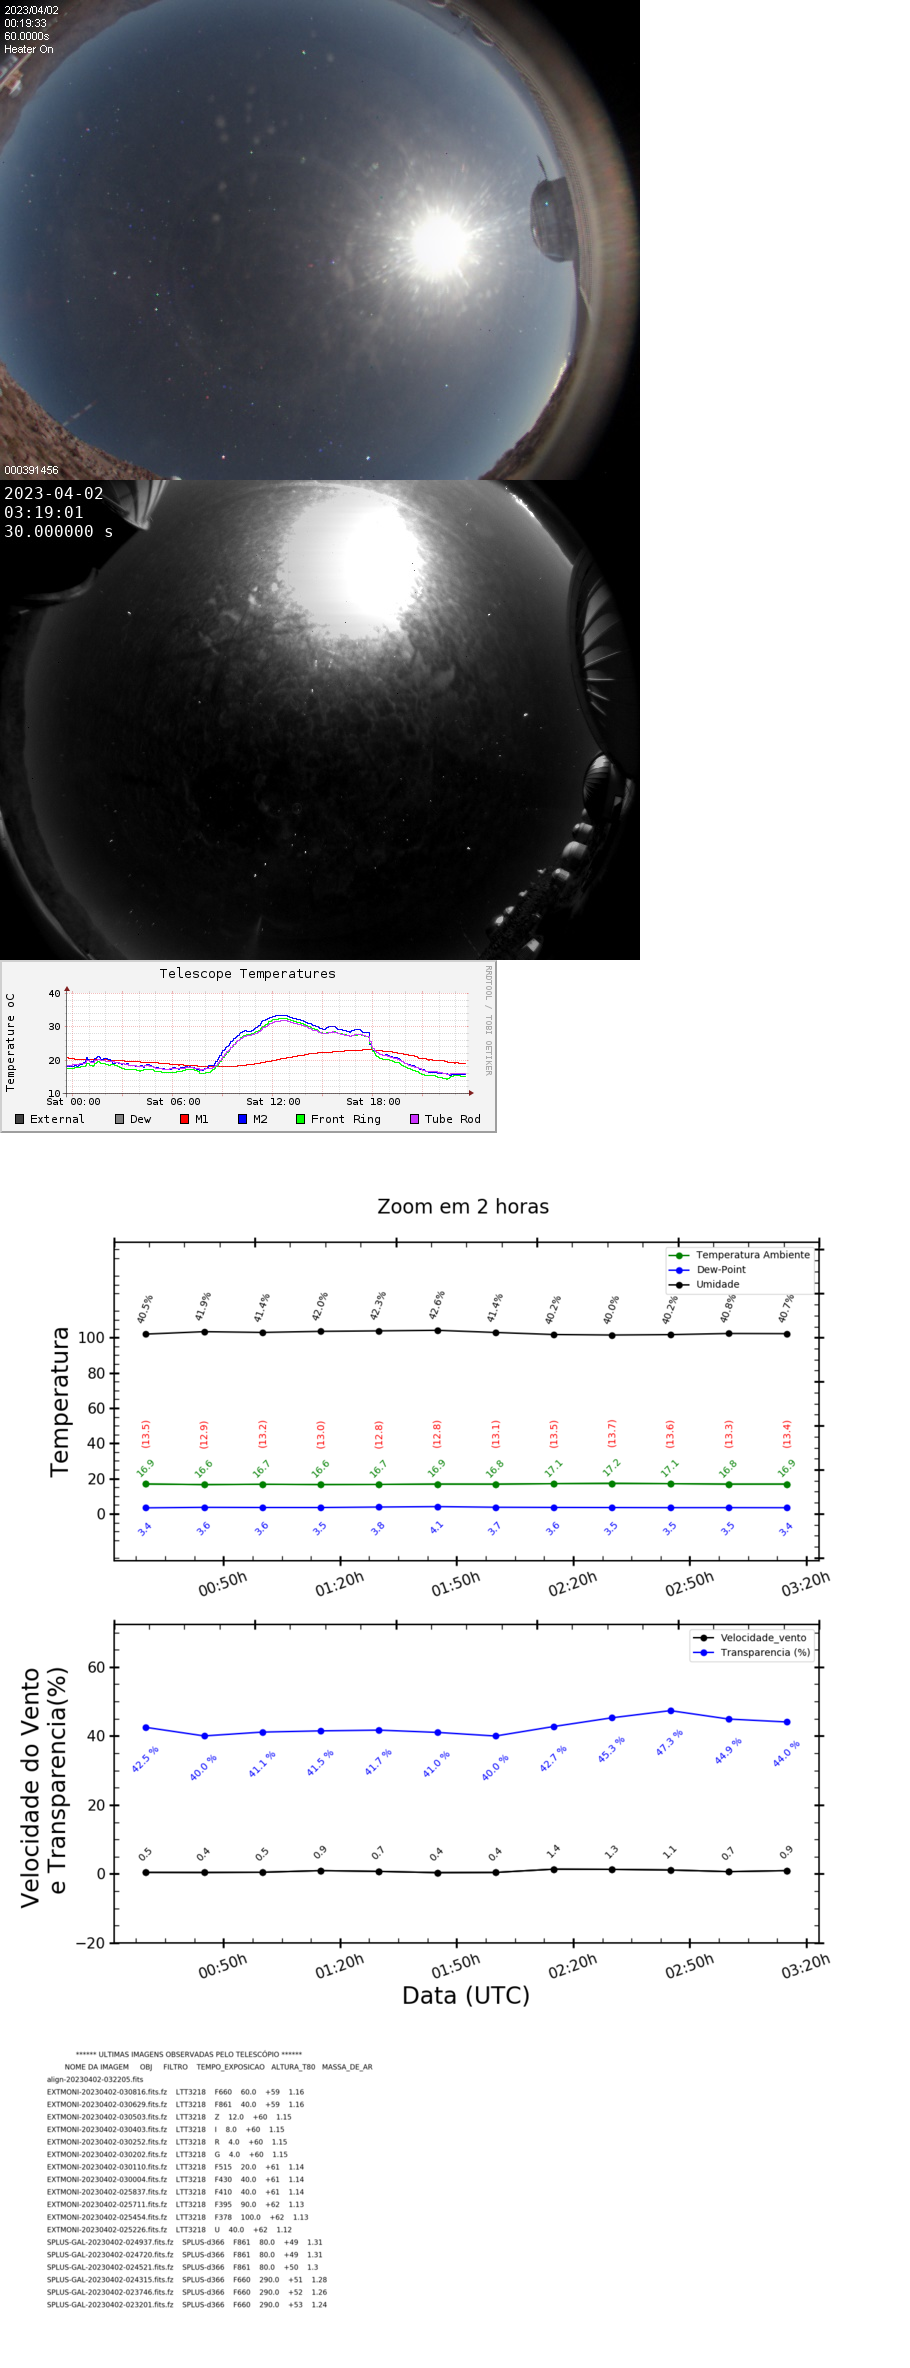 2023/04/02
00:19:33
60.0000s
Heater On
000391456
2023-04-02
03:19:01
30.000000 s
Telescope Temperatures
RRDTOOL / TOBI OETIKER
Temperature oC
40
30
20
10
Sat 00:00 Sat 06:00 Sat 12:00 Sat 18:00
External Dew M1 M2 Front Ring Tube Rod
Zoom em 2 horas
Temperatura Ambiente
Dew-Point
Umidade
40.5% 41.9% 41.4% 42.0% 42.3% 42.6% 41.4% 40.2% 40.0% 40.2% 40.8% 40.7%
Temperatura
100
80
60
40
20
0
(13.5) (12.9) (13.2) (13.0) (12.8) (12.8) (13.1) (13.5) (13.7) (13.6) (13.3) (13.4)
16.9 16.6 16.7 16.6 16.7 16.9 16.8 17.1 17.2 17.1 16.8 16.9
3.4 3.6 3.6 3.5 3.8 4.1 3.7 3.6 3.5 3.5 3.5 3.4
00:50h 01:20h 01:50h 02:20h 02:50h 03:20h
Velocidade_vento
Transparencia (%)
Velocidade do Vento
e Transparencia(%)
60
40
20
0
−20
42.5 % 40.0 % 41.1 % 41.5 % 41.7 % 41.0 % 40.0 % 42.7 % 45.3 % 47.3 % 44.9 % 44.0 %
0.5 0.4 0.5 0.9 0.7 0.4 0.4 1.4 1.3 1.1 0.7 0.9
00:50h 01:20h 01:50h 02:20h 02:50h 03:20h
Data (UTC)
****** ULTIMAS IMAGENS OBSERVADAS PELO TELESCÓPIO ******
NOME DA IMAGEM OBJ FILTRO TEMPO_EXPOSICAO ALTURA_T80 MASSA_DE_AR
align-20230402-032205.fits
EXTMONI-20230402-030816.fits.fz LTT3218 F660 60.0 +59 1.16
EXTMONI-20230402-030629.fits.fz LTT3218 F861 40.0 +59 1.16
EXTMONI-20230402-030503.fits.fz LTT3218 Z 12.0 +60 1.15
EXTMONI-20230402-030403.fits.fz LTT3218 I 8.0 +60 1.15
EXTMONI-20230402-030252.fits.fz LTT3218 R 4.0 +60 1.15
EXTMONI-20230402-030202.fits.fz LTT3218 G 4.0 +60 1.15
EXTMONI-20230402-030110.fits.fz LTT3218 F515 20.0 +61 1.14
EXTMONI-20230402-030004.fits.fz LTT3218 F430 40.0 +61 1.14
EXTMONI-20230402-025837.fits.fz LTT3218 F410 40.0 +61 1.14
EXTMONI-20230402-025711.fits.fz LTT3218 F395 90.0 +62 1.13
EXTMONI-20230402-025454.fits.fz LTT3218 F378 100.0 +62 1.13
EXTMONI-20230402-025226.fits.fz LTT3218 U 40.0 +62 1.12
SPLUS-GAL-20230402-024937.fits.fz SPLUS-d366 F861 80.0 +49 1.31
SPLUS-GAL-20230402-024720.fits.fz SPLUS-d366 F861 80.0 +49 1.31
SPLUS-GAL-20230402-024521.fits.fz SPLUS-d366 F861 80.0 +50 1.3
SPLUS-GAL-20230402-024315.fits.fz SPLUS-d366 F660 290.0 +51 1.28
SPLUS-GAL-20230402-023746.fits.fz SPLUS-d366 F660 290.0 +52 1.26
SPLUS-GAL-20230402-023201.fits.fz SPLUS-d366 F660 290.0 +53 1.24